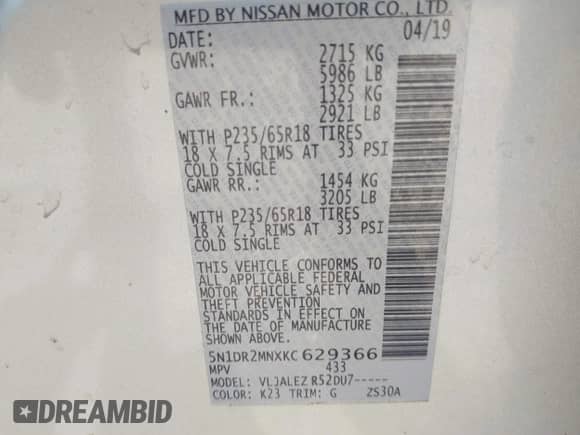 MFD BY NISSAN MOTOR CO., LTD.
DATE: 04/19
GVWR: 2715 KG
5986 LB
GAWR FR.: 1325 KG
2921 LB
WITH P235/65R18 TIRES
18 X 7.5 RIMS AT 33 PSI
COLD SINGLE
GAWR RR.: 1454 KG
3205 LB
WITH P235/65R18 TIRES
18 X 7.5 RIMS AT 33 PSI
COLD SINGLE
THIS VEHICLE CONFORMS TO
ALL APPLICABLE FEDERAL
MOTOR VEHICLE SAFETY AND
THEFT PREVENTION
STANDARDS IN EFFECT ON
THE DATE OF MANUFACTURE
SHOWN ABOVE.
5N1DR2MNXKC 629366
MPV 433
MODEL: VLJALEZ R52DU7-----
COLOR: K23 TRIM: G ZS30A
DREAMBID